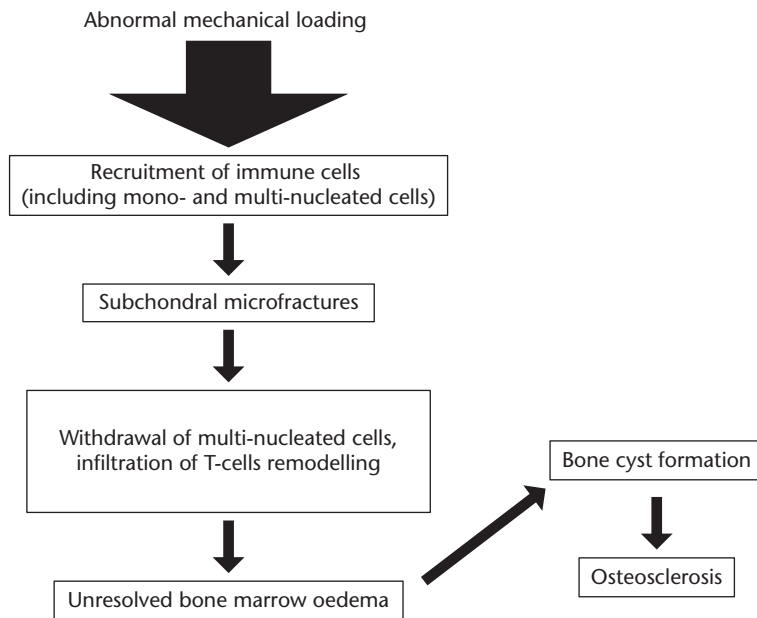 Abnormal mechanical loading
Recruitment of immune cells
(including mono- and multi-nucleated cells)
Subchondral microfractures
Withdrawal of multi-nucleated cells,
infiltration of T-cells remodelling
Unresolved bone marrow oedema
Bone cyst formation
Osteosclerosis